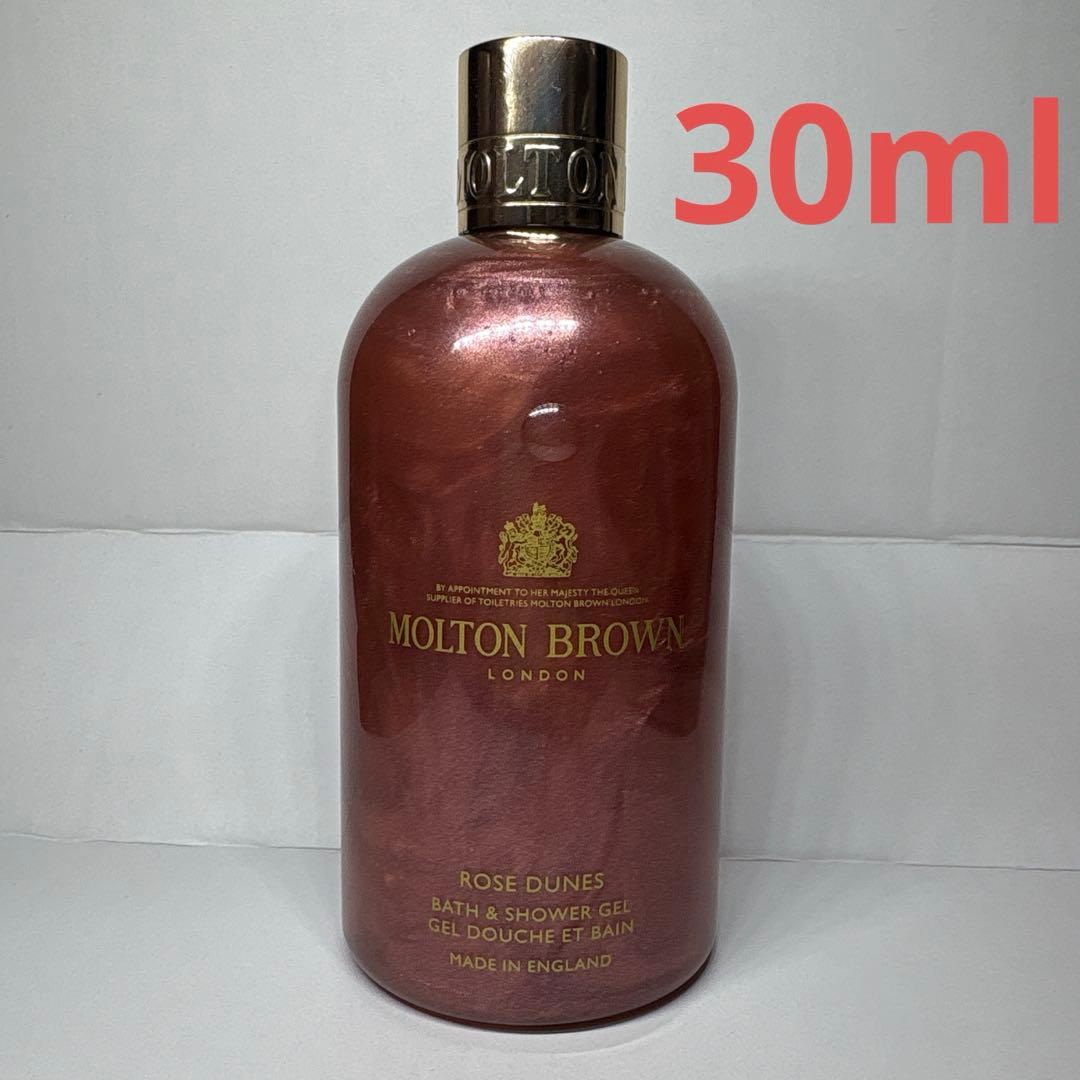 30ml
MOLTON
BY APPOINTMENT TO HER MAJESTY THE QUEEN
SUPPLIER OF TOILETRIES MOLTON BROWN LONDON
MOLTON BROWN
LONDON
ROSE DUNES
BATH & SHOWER GEL
GEL DOUCHE ET BAIN
MADE IN ENGLAND